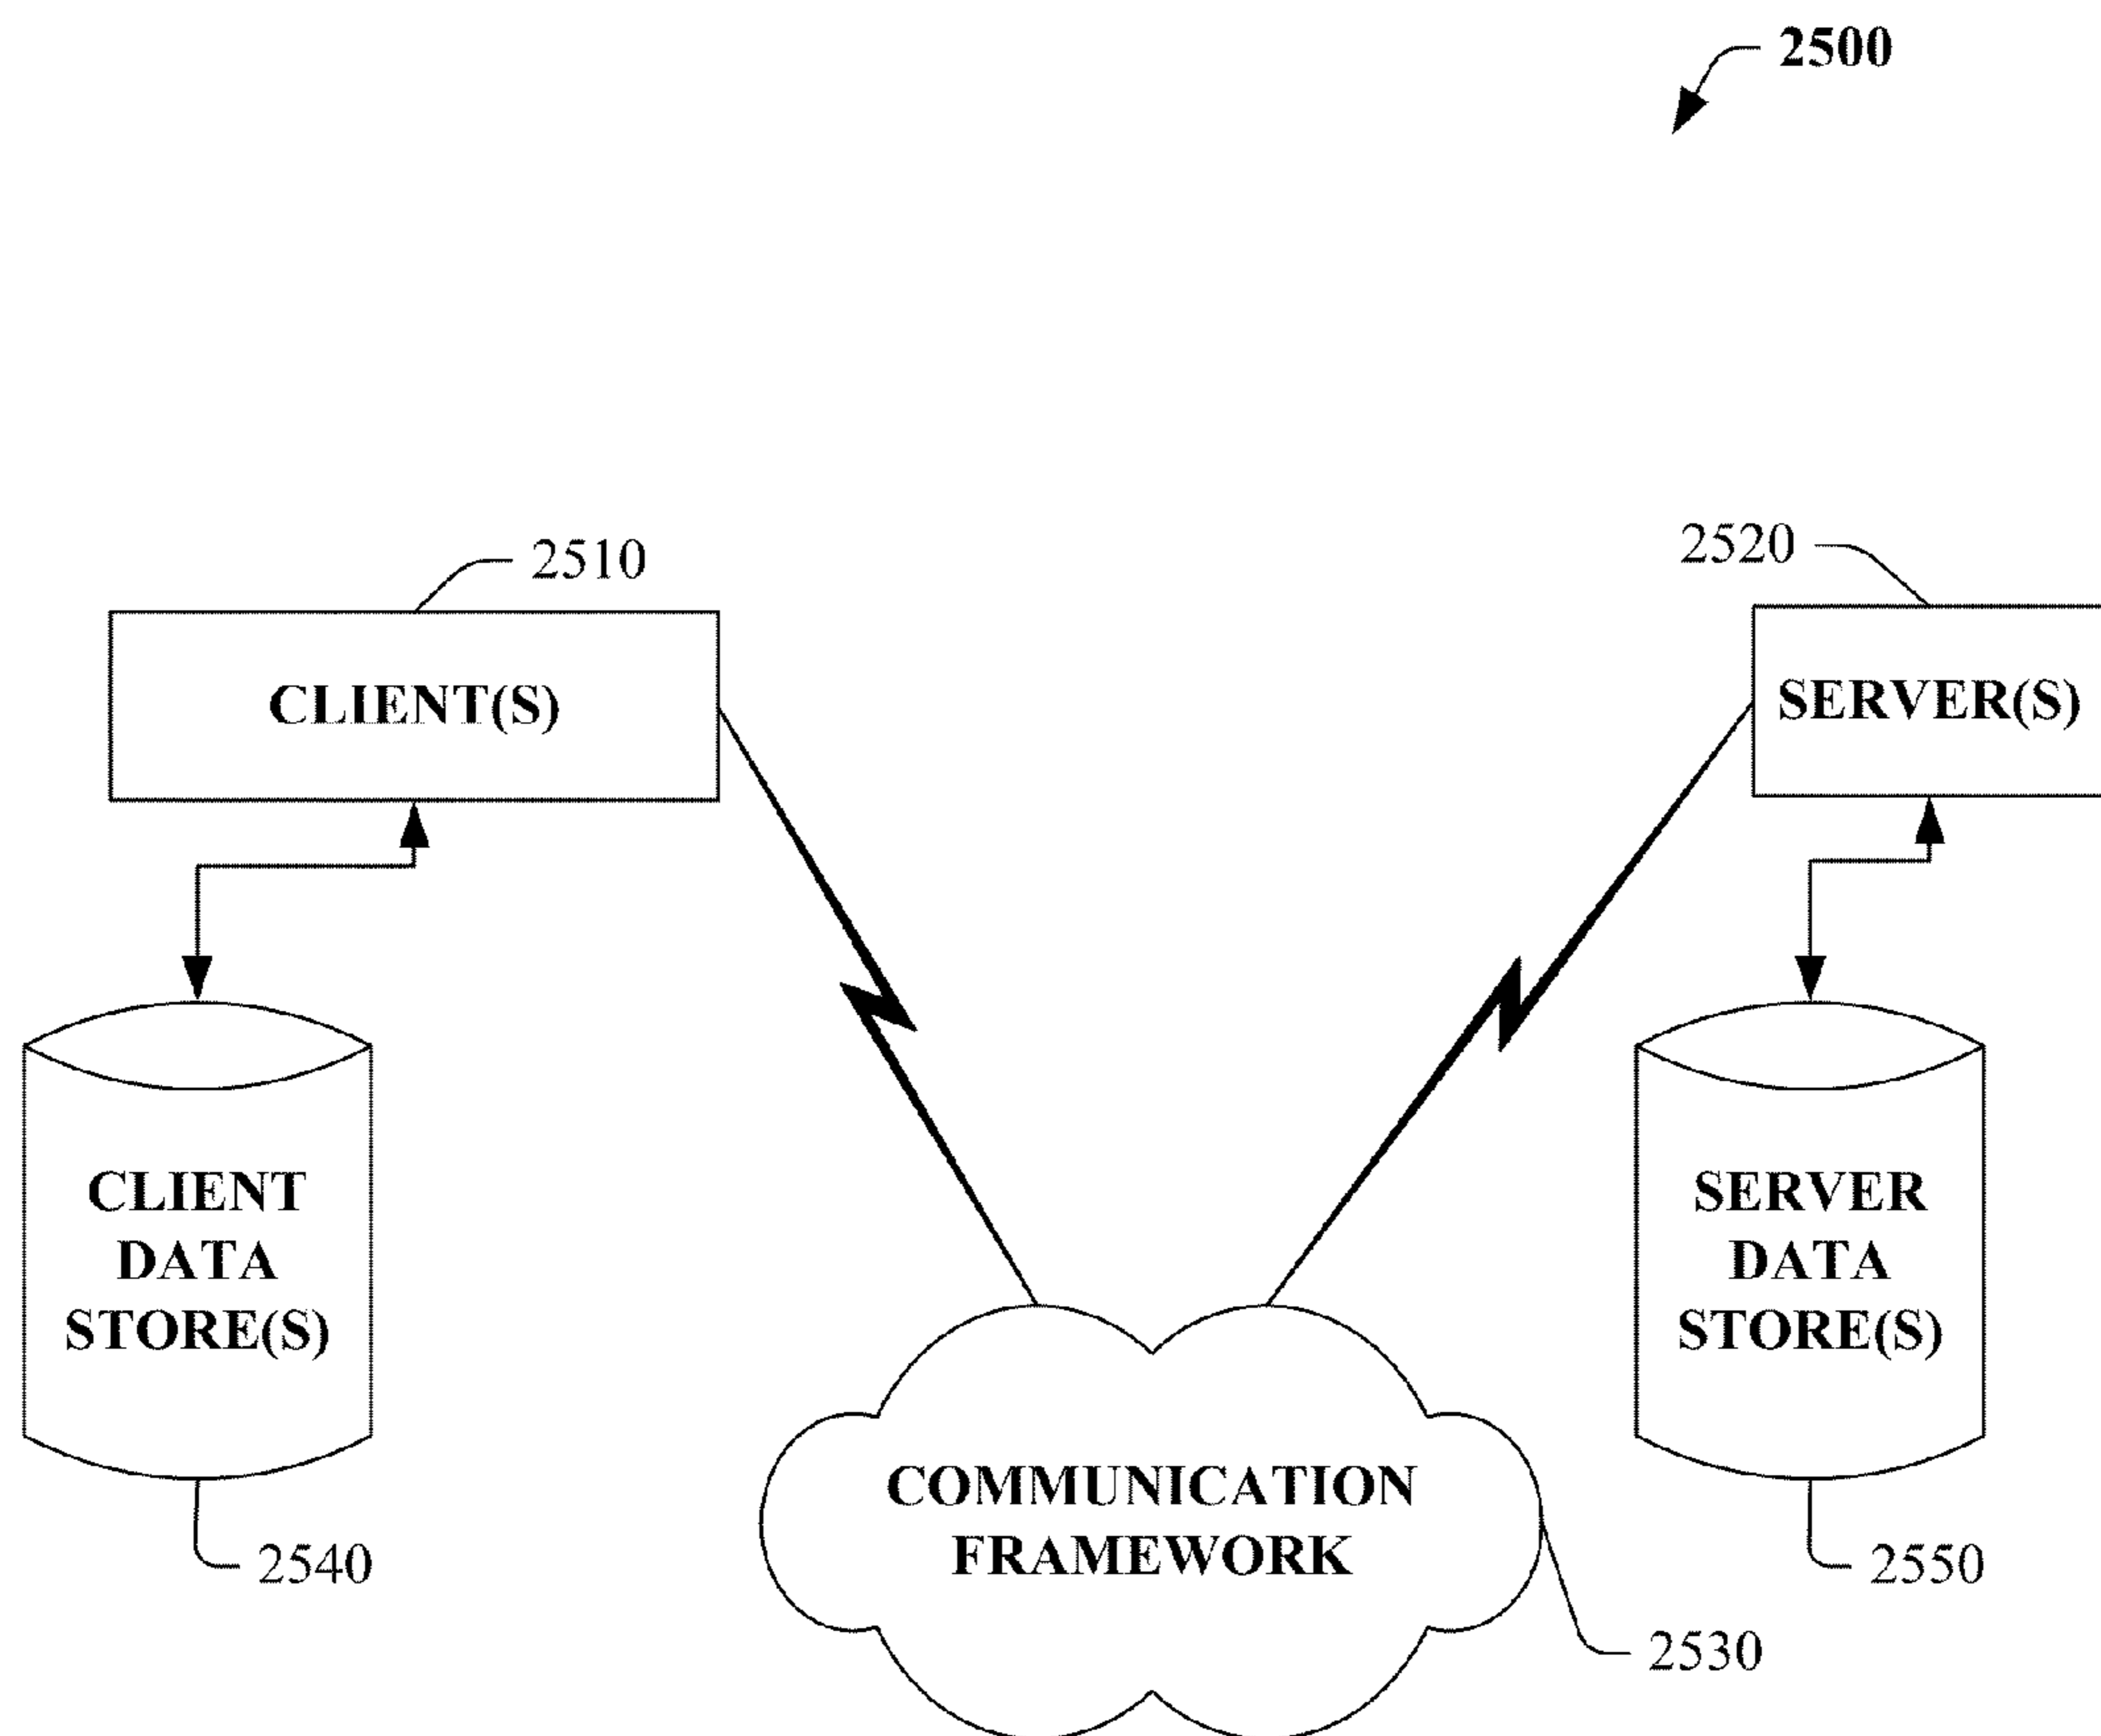 2500
2510
2520
CLIENT(S)
SERVER(S)
CLIENT
DATA
STORE(S)
SERVER
DATA
STORE(S)
COMMUNICATION
FRAMEWORK
2540
2550
2530